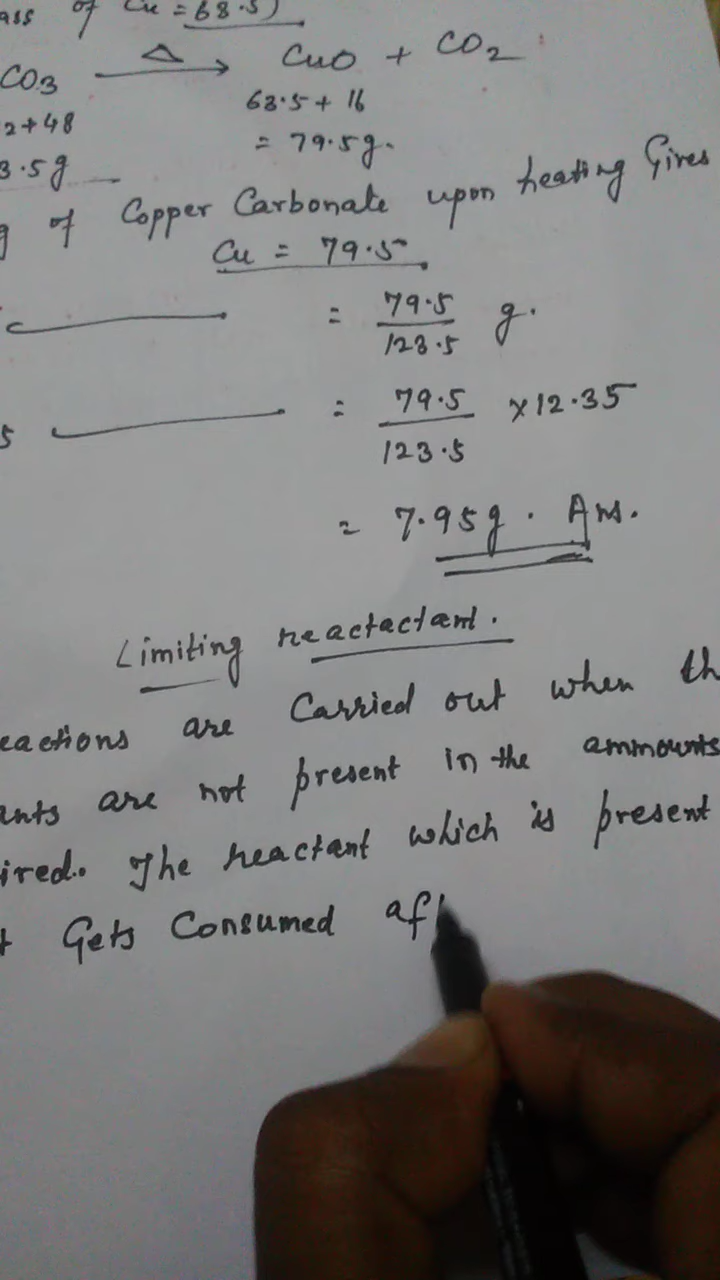 ass of Cu = 63.5)
CO3 Δ → CuO + CO2
2+48 63.5 + 16
3.5g = 79.5g.
g of Copper Carbonate upon heating Gives
Cu = 79.5
= 79.5/123.5 g.
5 = 79.5/123.5 × 12.35
= 7.95g. Ans.
Limiting reactactant.
eactions are Carried out when th
ants are not present in the ammounts
ired. The reactant which is present
t Gets Consumed af